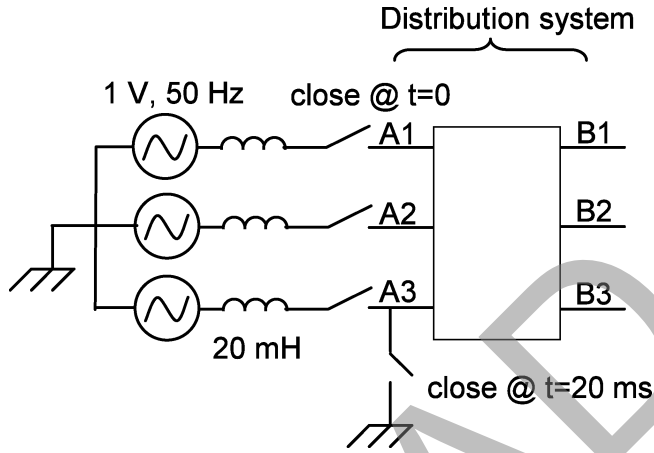 Distribution system
1 V, 50 Hz
close @ t=0
A1
B1
A2
B2
A3
B3
20 mH
close @ t=20 ms